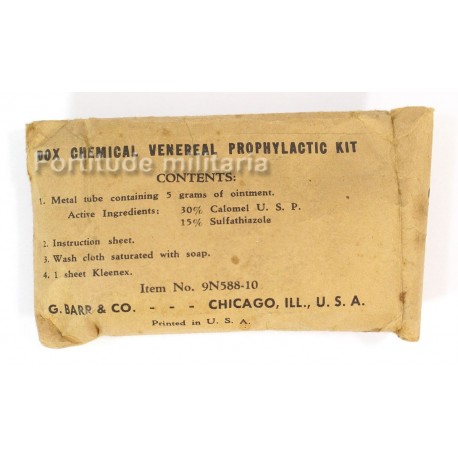 DOX CHEMICAL VENEREAL PROPHYLACTIC KIT
Fortitude militaria
CONTENTS:
1. Metal tube containing 5 grams of ointment.
Active Ingredients: 30% Calomel U. S. P.
15% Sulfathiazole
2. Instruction sheet.
3. Wash cloth saturated with soap.
4. 1 sheet Kleenex.
Item No. 9N588-10
G. BARR & CO. - - - CHICAGO, ILL., U. S. A.
Printed in U. S. A.